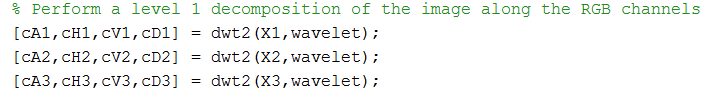 % Perform a level 1 decomposition of the image along the RGB channels
[cA1,cH1,cV1,cD1] = dwt2(X1,wavelet);
[cA2,cH2,cV2,cD2] = dwt2(X2,wavelet);
[cA3,cH3,cV3,cD3] = dwt2(X3,wavelet);